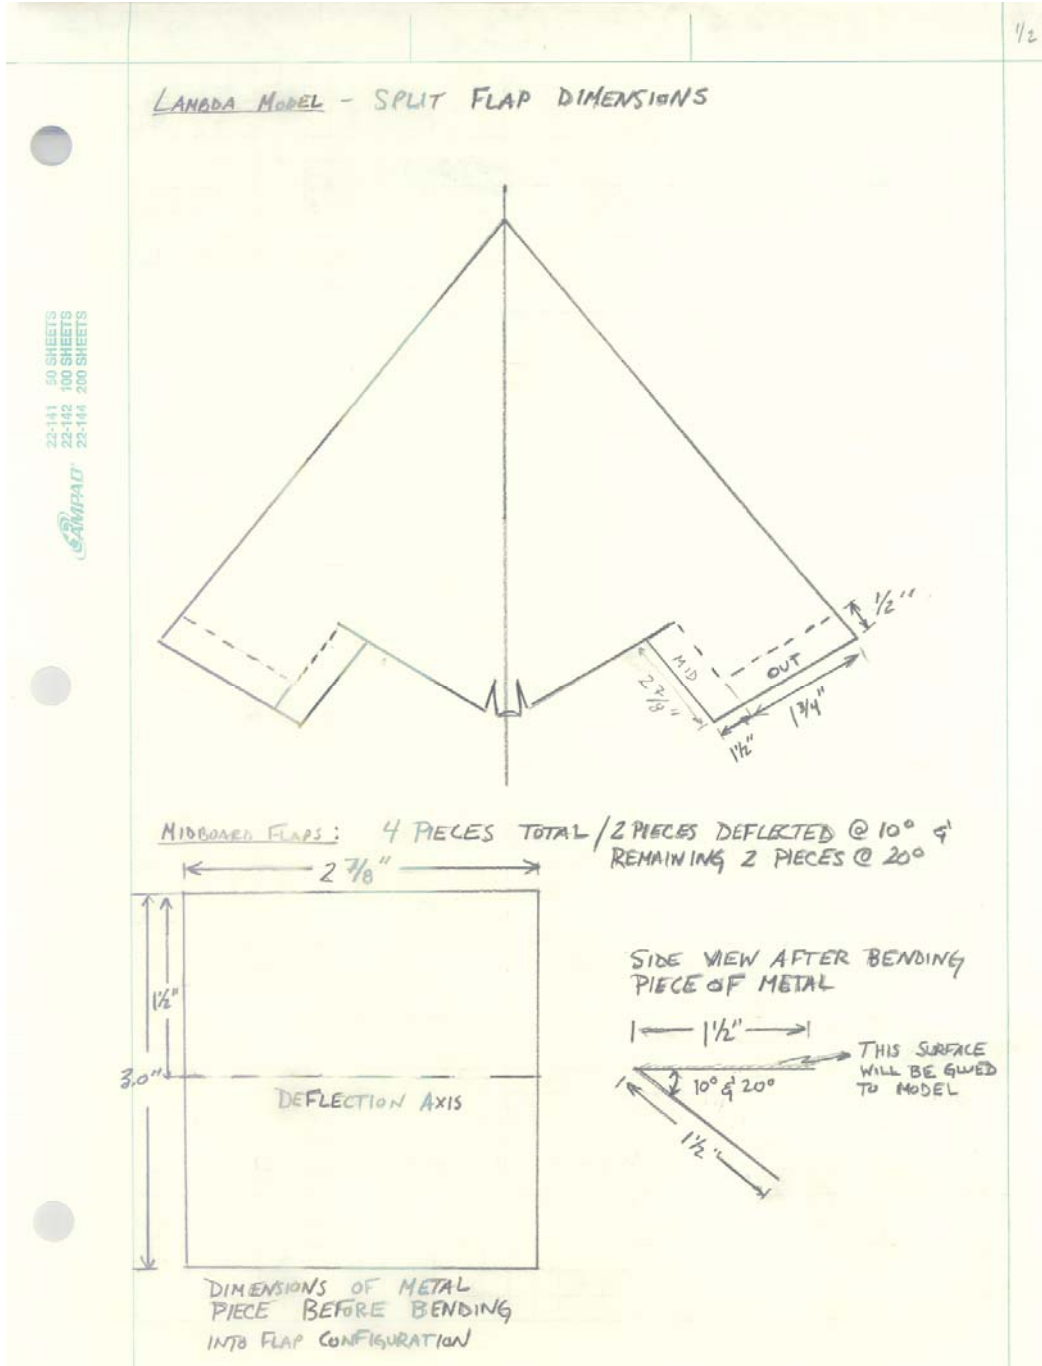 1/2
LAMBDA MODEL - SPLIT FLAP DIMENSIONS
22-141 50 SHEETS
22-142 100 SHEETS
22-144 200 SHEETS
AMPAD
1/2"
MID
OUT
2 7/8"
1 3/4"
1 1/2"
MIDBOARD FLAPS: 4 PIECES TOTAL / 2 PIECES DEFLECTED @ 10° &
REMAINING 2 PIECES @ 20°
2 7/8"
1 1/2"
3.0"
DEFLECTION AXIS
DIMENSIONS OF METAL
PIECE BEFORE BENDING
INTO FLAP CONFIGURATION
SIDE VIEW AFTER BENDING
PIECE OF METAL
1 1/2"
THIS SURFACE
WILL BE GLUED
TO MODEL
10° & 20°
1 1/2"